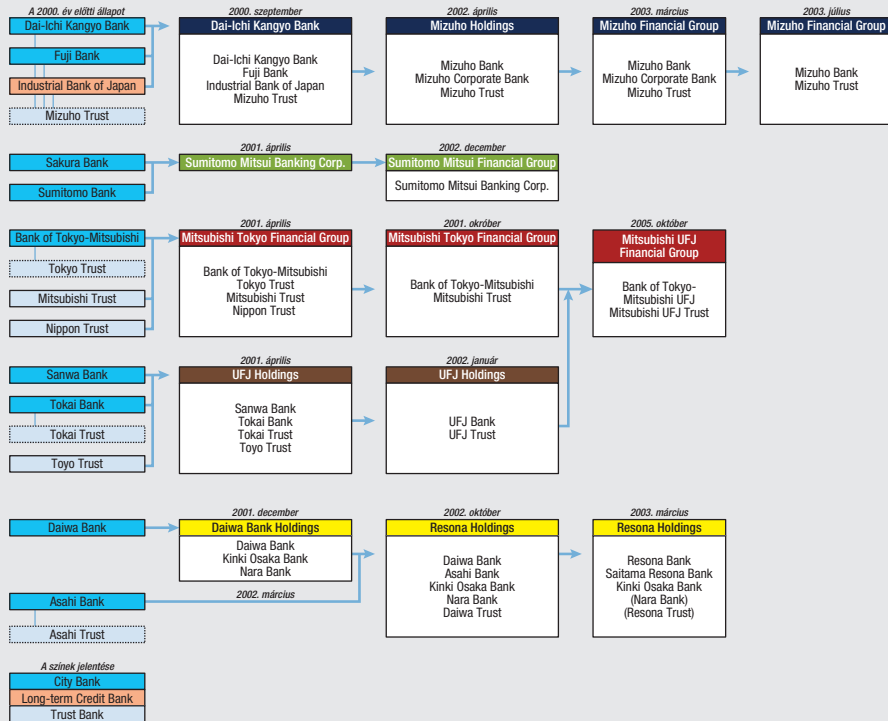 A 2000. év előtti állapot
Dai-Ichi Kangyo Bank
Fuji Bank
Industrial Bank of Japan
Mizuho Trust
2000. szeptember
Dai-Ichi Kangyo Bank
Dai-Ichi Kangyo Bank
Fuji Bank
Industrial Bank of Japan
Mizuho Trust
2002. április
Mizuho Holdings
Mizuho Bank
Mizuho Corporate Bank
Mizuho Trust
2003. március
Mizuho Financial Group
Mizuho Bank
Mizuho Corporate Bank
Mizuho Trust
2003. július
Mizuho Financial Group
Mizuho Bank
Mizuho Trust
Sakura Bank
Sumitomo Bank
2001. április
Sumitomo Mitsui Banking Corp.
2002. december
Sumitomo Mitsui Financial Group
Sumitomo Mitsui Banking Corp.
Bank of Tokyo-Mitsubishi
Tokyo Trust
Mitsubishi Trust
Nippon Trust
2001. április
Mitsubishi Tokyo Financial Group
Bank of Tokyo-Mitsubishi
Tokyo Trust
Mitsubishi Trust
Nippon Trust
2001. okróber
Mitsubishi Tokyo Financial Group
Bank of Tokyo-Mitsubishi
Mitsubishi Trust
2005. október
Mitsubishi UFJ
Financial Group
Bank of Tokyo-
Mitsubishi UFJ
Mitsubishi UFJ Trust
Sanwa Bank
Tokai Bank
Tokai Trust
Toyo Trust
2001. április
UFJ Holdings
Sanwa Bank
Tokai Bank
Tokai Trust
Toyo Trust
2002. január
UFJ Holdings
UFJ Bank
UFJ Trust
Daiwa Bank
Asahi Bank
Asahi Trust
2001. december
Daiwa Bank Holdings
Daiwa Bank
Kinki Osaka Bank
Nara Bank
2002. március
2002. október
Resona Holdings
Daiwa Bank
Asahi Bank
Kinki Osaka Bank
Nara Bank
Daiwa Trust
2003. március
Resona Holdings
Resona Bank
Saitama Resona Bank
Kinki Osaka Bank
(Nara Bank)
(Resona Trust)
A színek jelentése
City Bank
Long-term Credit Bank
Trust Bank